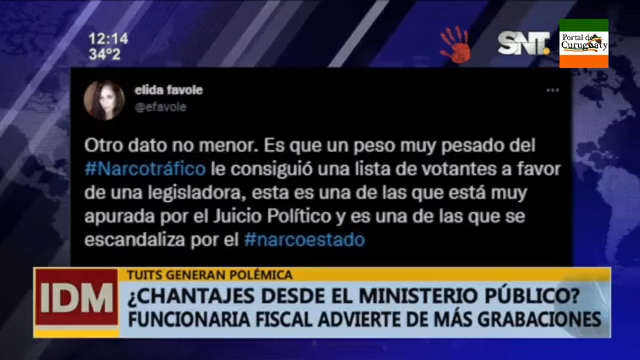 12:14
34°2
SNT.
Portal de
Curuguaty
elida favole
@efavole
Otro dato no menor. Es que un peso muy pesado del
#Narcotráfico le consiguió una lista de votantes a favor
de una legisladora, esta es una de las que está muy
apurada por el Juicio Político y es una de las que se
escandaliza por el #narcoestado
TUITS GENERAN POLÉMICA
IDM
¿CHANTAJES DESDE EL MINISTERIO PÚBLICO?
FUNCIONARIA FISCAL ADVIERTE DE MÁS GRABACIONES